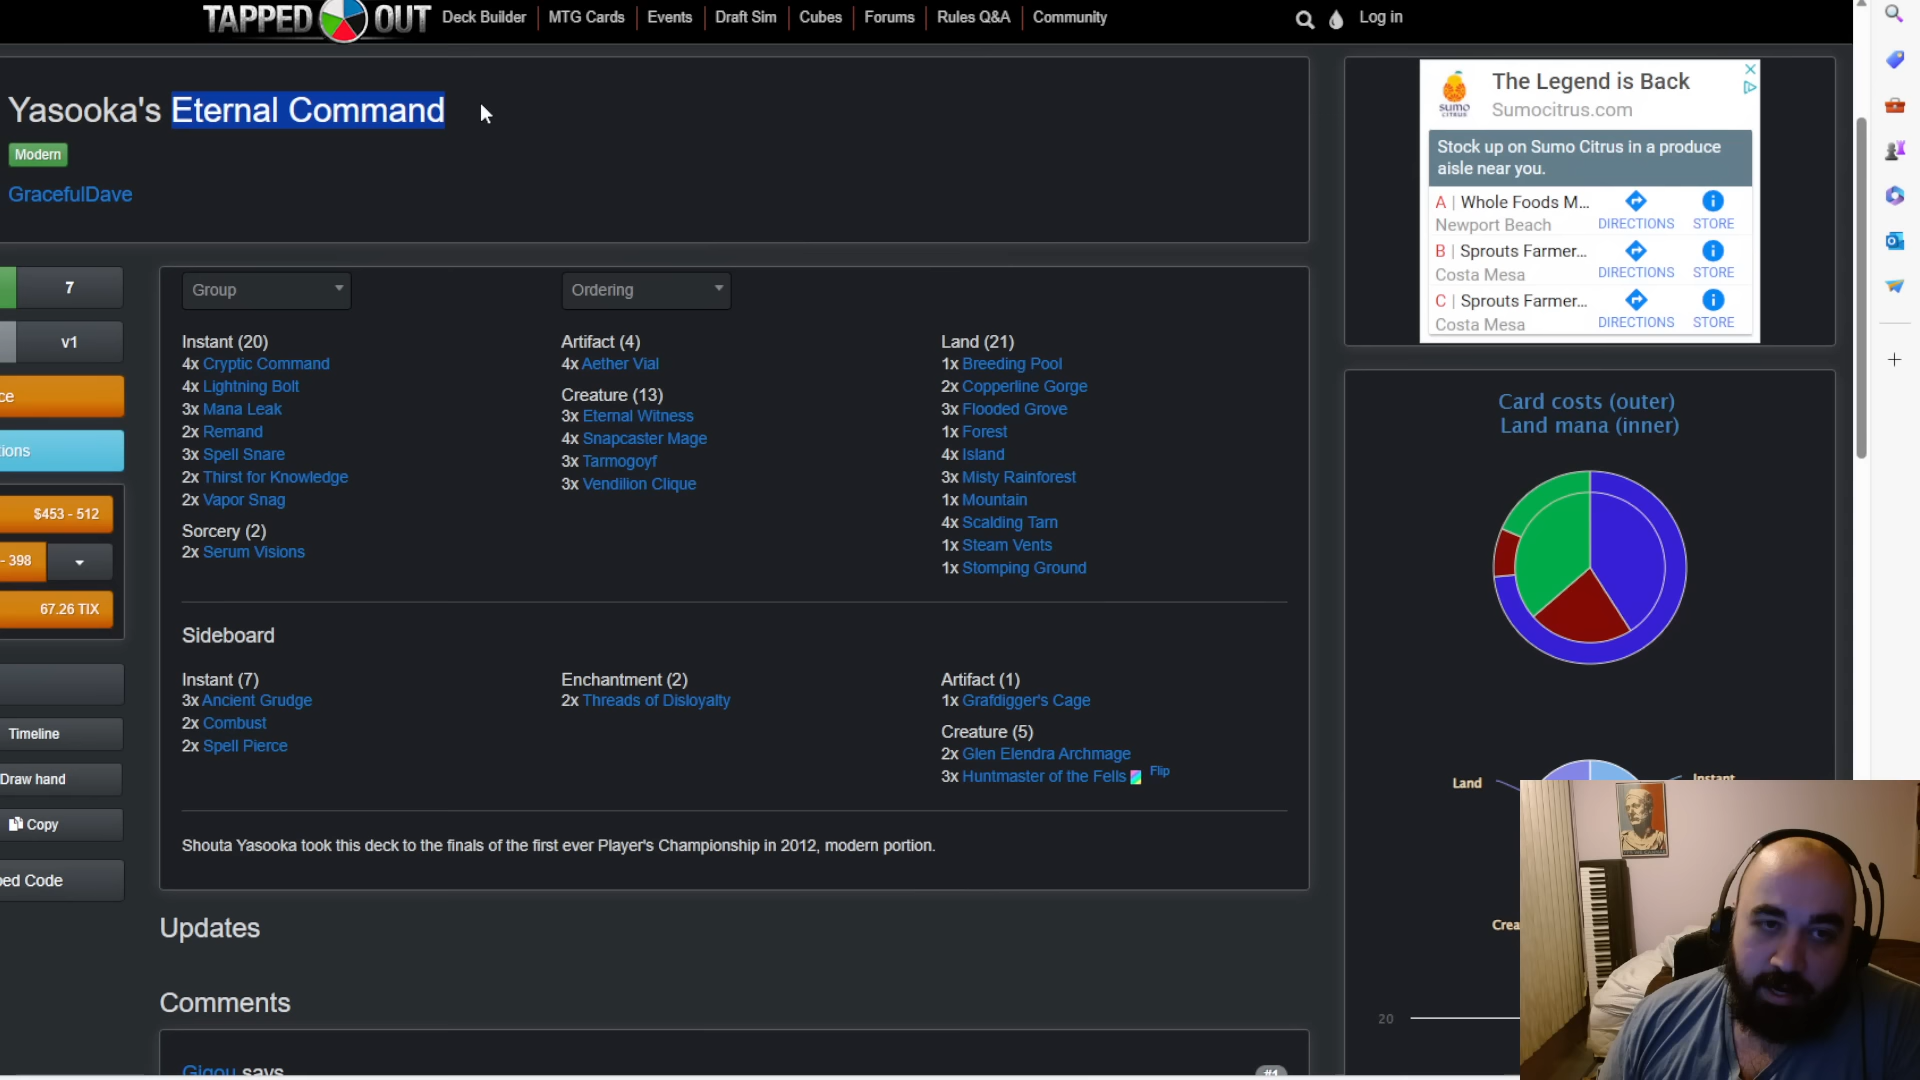 TAPPED OUT
Deck Builder
MTG Cards
Events
Draft Sim
Cubes
Forums
Rules Q&A
Community
Log in
Yasooka's Eternal Command
Modern
GracefulDave
7
v1
$453 - 512
- 398
67.26 TIX
Timeline
Draw hand
Copy
Group
Ordering
Instant (20)
4x Cryptic Command
4x Lightning Bolt
3x Mana Leak
2x Remand
3x Spell Snare
2x Thirst for Knowledge
2x Vapor Snag
Sorcery (2)
2x Serum Visions
Artifact (4)
4x Aether Vial
Creature (13)
3x Eternal Witness
4x Snapcaster Mage
3x Tarmogoyf
3x Vendilion Clique
Land (21)
1x Breeding Pool
2x Copperline Gorge
3x Flooded Grove
1x Forest
4x Island
3x Misty Rainforest
1x Mountain
4x Scalding Tarn
1x Steam Vents
1x Stomping Ground
Sideboard
Instant (7)
3x Ancient Grudge
2x Combust
2x Spell Pierce
Enchantment (2)
2x Threads of Disloyalty
Artifact (1)
1x Grafdigger's Cage
Creature (5)
2x Glen Elendra Archmage
3x Huntmaster of the Fells Flip
Shouta Yasooka took this deck to the finals of the first ever Player's Championship in 2012, modern portion.
Updates
Comments
Gigou says
#1
SUMO
CITRUS
The Legend is Back
Sumocitrus.com
Stock up on Sumo Citrus in a produce
aisle near you.
A | Whole Foods M...
Newport Beach
DIRECTIONS
STORE
B | Sprouts Farmer...
Costa Mesa
DIRECTIONS
STORE
C | Sprouts Farmer...
Costa Mesa
DIRECTIONS
STORE
Card costs (outer)
Land mana (inner)
Land
Instant
20